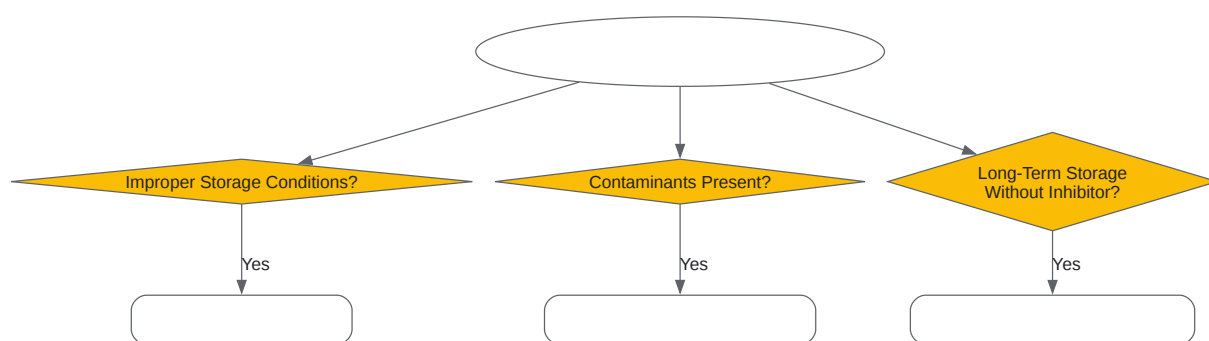 Improper Storage Conditions?
Contaminants Present?
Long-Term Storage
Without Inhibitor?
Yes
Yes
Yes